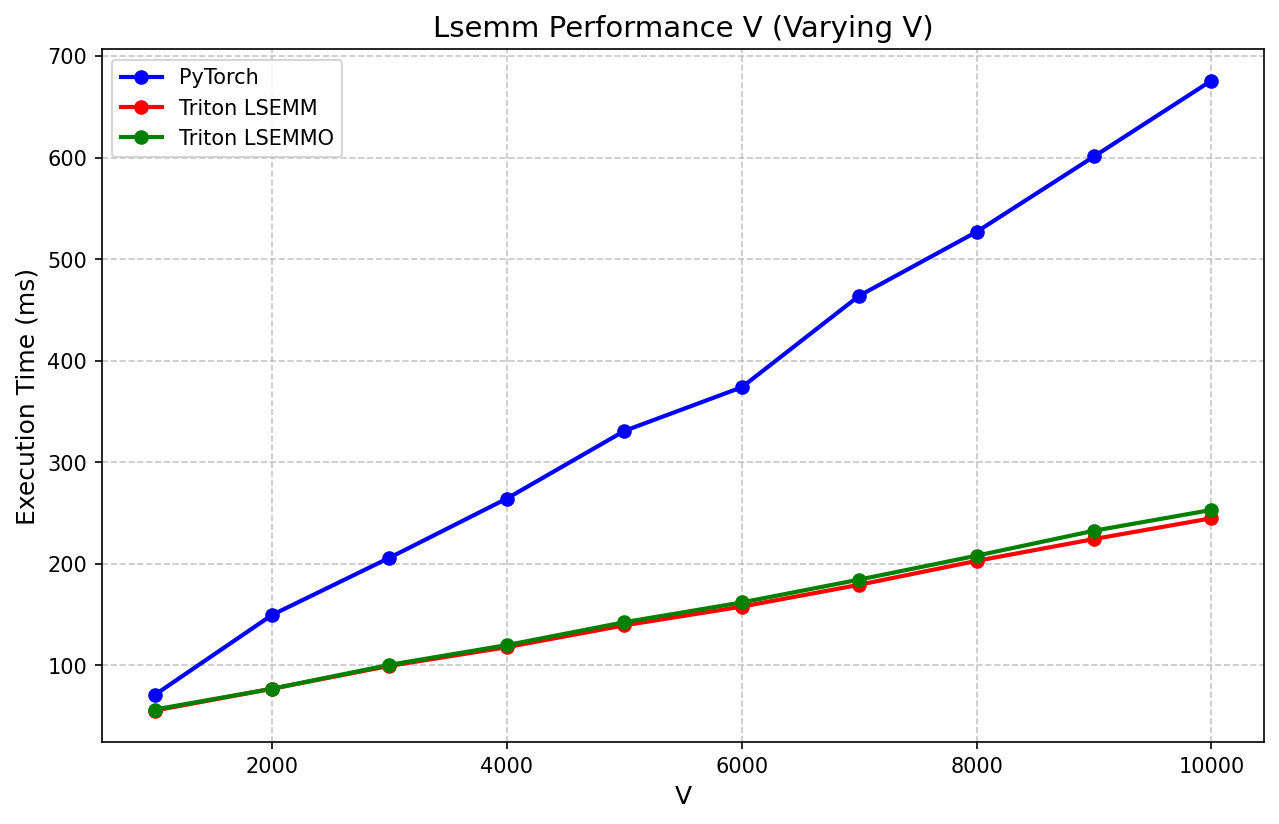 Lsemm Performance V (Varying V)
PyTorch
Triton LSEMM
Triton LSEMMO
Execution Time (ms)
700
600
500
400
300
200
100
2000 4000 6000 8000 10000
V